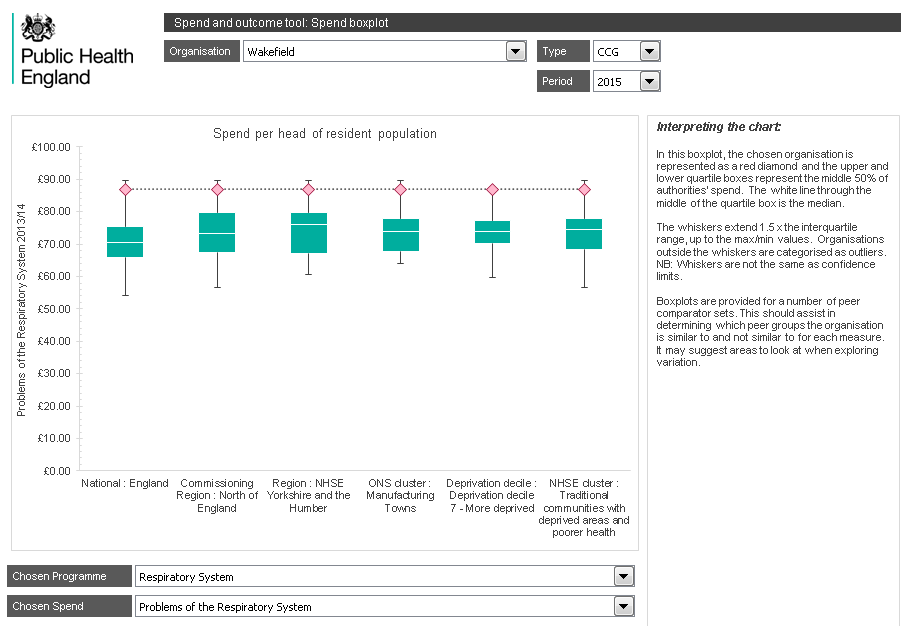 Spend and outcome tool: Spend boxplot
Public Health
England
Organisation
Wakefield
Type
CCG
Period
2015
Spend per head of resident population
£100.00
£90.00
£80.00
£70.00
£60.00
£50.00
£40.00
£30.00
£20.00
£10.00
£0.00
Problems of the Respiratory System 2013/14
National : England
Commissioning
Region : North of
England
Region : NHSE
Yorkshire and the
Humber
ONS cluster :
Manufacturing
Towns
Deprivation decile :
Deprivation decile
7 - More deprived
NHSE cluster :
Traditional
communities with
deprived areas and
poorer health
Interpreting the chart:
In this boxplot, the chosen organisation is
represented as a red diamond and the upper and
lower quartile boxes represent the middle 50% of
authorities' spend. The white line through the
middle of the quartile box is the median.
The whiskers extend 1.5 x the interquartile
range, up to the max/min values. Organisations
outside the whiskers are categorised as outliers.
NB: Whiskers are not the same as confidence
limits.
Boxplots are provided for a number of peer
comparator sets. This should assist in
determining which peer groups the organisation
is similar to and not similar to for each measure.
It may suggest areas to look at when exploring
variation.
Chosen Programme
Respiratory System
Chosen Spend
Problems of the Respiratory System